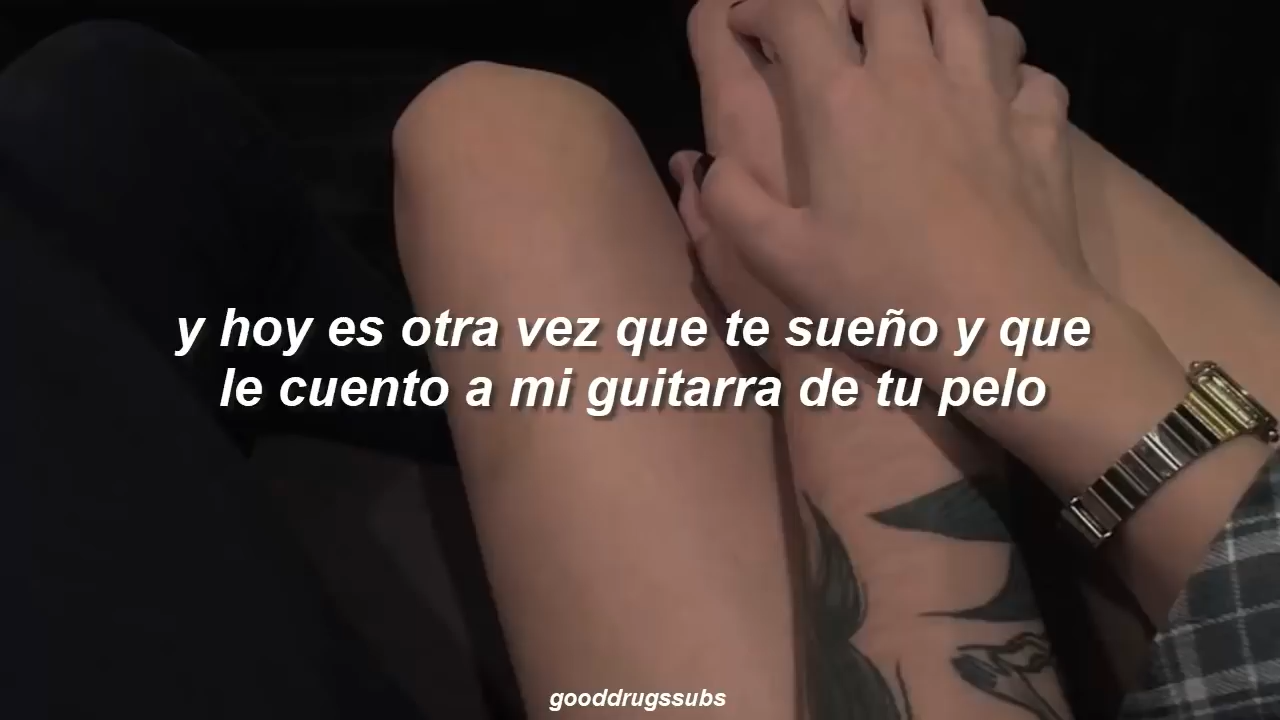 y hoy es otra vez que te sueño y que
le cuento a mi guitarra de tu pelo
gooddrugssubs